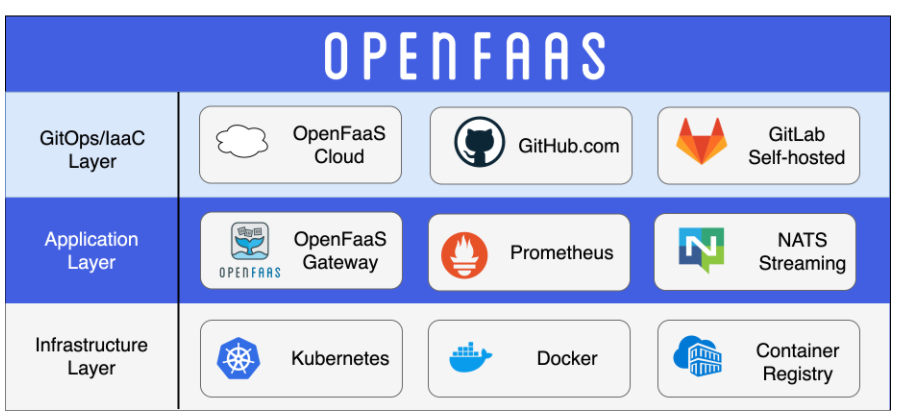 OPENFAAS
GitOps/IaaC
Layer
OpenFaaS
Cloud
GitHub.com
GitLab
Self-hosted
Application
Layer
OPENFAAS
OpenFaaS
Gateway
Prometheus
N
NATS
Streaming
Infrastructure
Layer
Kubernetes
Docker
Container
Registry